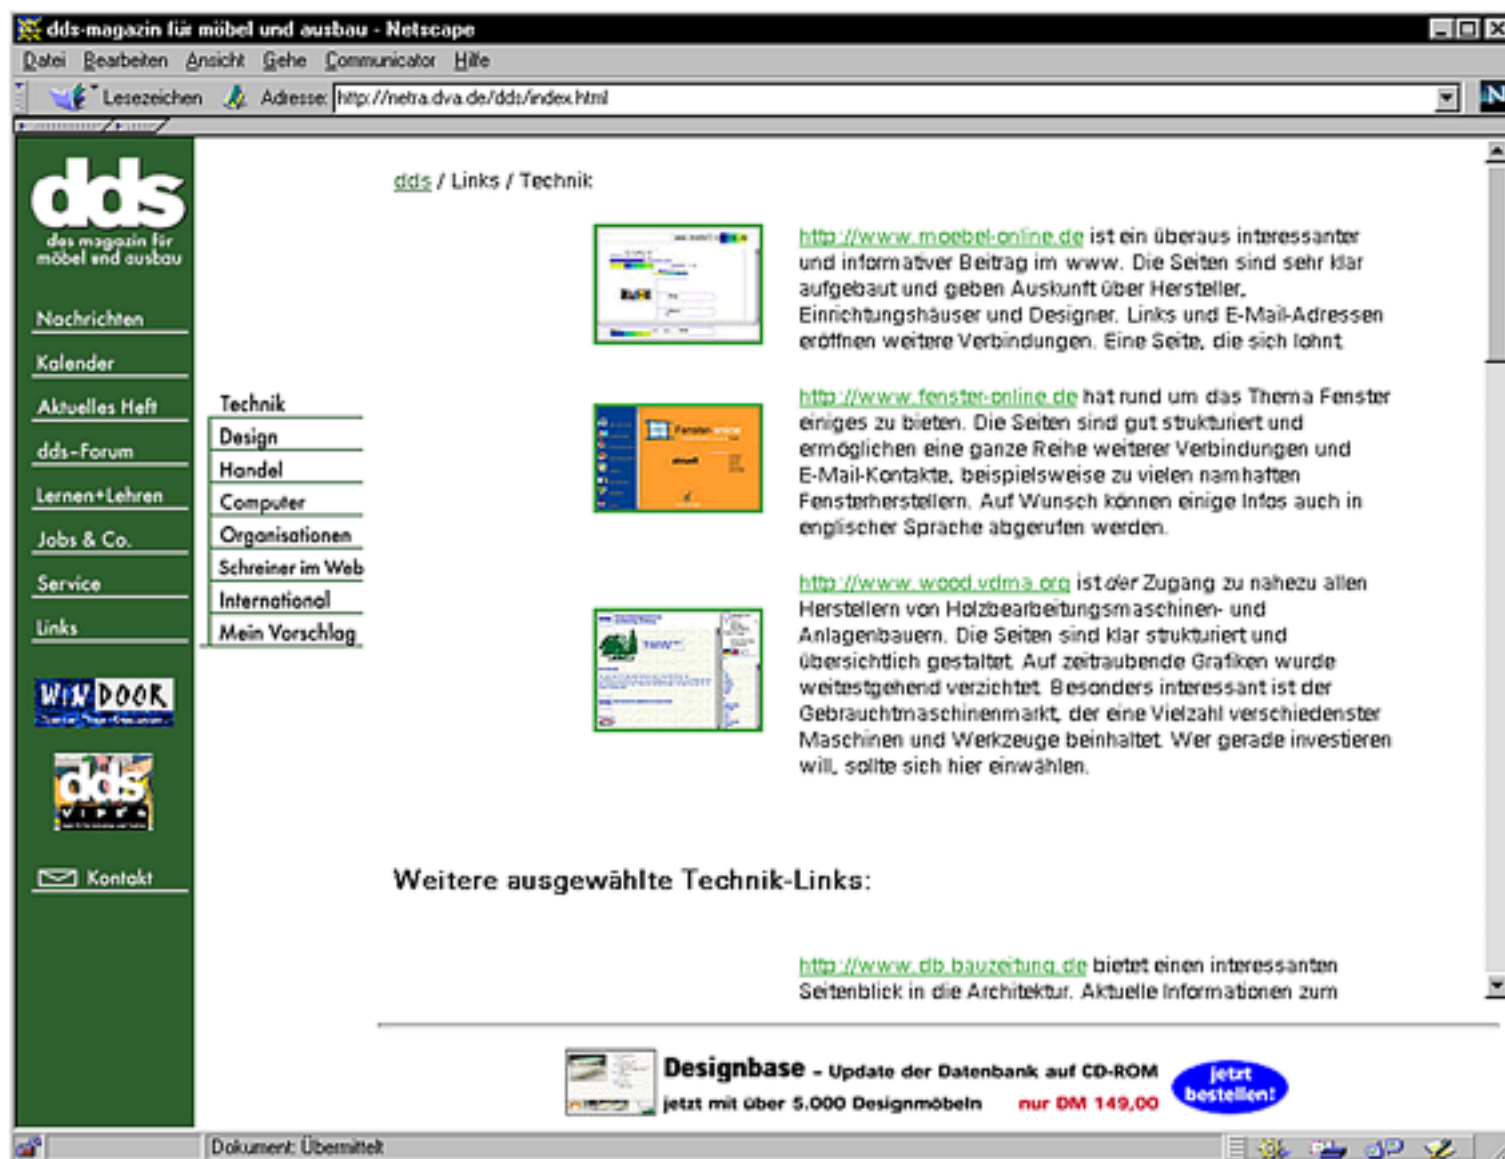 dds-magazin für möbel und ausbau - Netscape
Datei Bearbeiten Ansicht Gehe Communicator Hilfe
Lesezeichen Adresse: http://netra.dva.de/dds/index.html
dds
das magazin für
möbel und ausbau
Nachrichten
Kalender
Aktuelles Heft
dds-Forum
Lernen+Lehren
Jobs & Co.
Service
Links
WINDOOR
dds
Kontakt
Technik
Design
Handel
Computer
Organisationen
Schreiner im Web
International
Mein Vorschlag
dds / Links / Technik
http://www.moebel-online.de ist ein überaus interessanter
und informativer Beitrag im www. Die Seiten sind sehr klar
aufgebaut und geben Auskunft über Hersteller,
Einrichtungshäuser und Designer. Links und E-Mail-Adressen
eröffnen weitere Verbindungen. Eine Seite, die sich lohnt.
http://www.fenster-online.de hat rund um das Thema Fenster
einiges zu bieten. Die Seiten sind gut strukturiert und
ermöglichen eine ganze Reihe weiterer Verbindungen und
E-Mail-Kontakte, beispielsweise zu vielen namhaften
Fensterherstellern. Auf Wunsch können einige Infos auch in
englischer Sprache abgerufen werden.
http://www.wood.vdma.org ist der Zugang zu nahezu allen
Herstellern von Holzbearbeitungsmaschinen- und
Anlagenbauern. Die Seiten sind klar strukturiert und
übersichtlich gestaltet. Auf zeitraubende Grafiken wurde
weitestgehend verzichtet. Besonders interessant ist der
Gebrauchtmaschinenmarkt, der eine Vielzahl verschiedenster
Maschinen und Werkzeuge beinhaltet. Wer gerade investieren
will, sollte sich hier einwählen.
Weitere ausgewählte Technik-Links:
http://www.db.bauzeitung.de bietet einen interessanten
Seitenblick in die Architektur. Aktuelle Informationen zum
Designbase - Update der Datenbank auf CD-ROM
jetzt mit über 5.000 Designmöbeln nur DM 149,00
jetzt
bestellen!
Dokument: Übermittelt